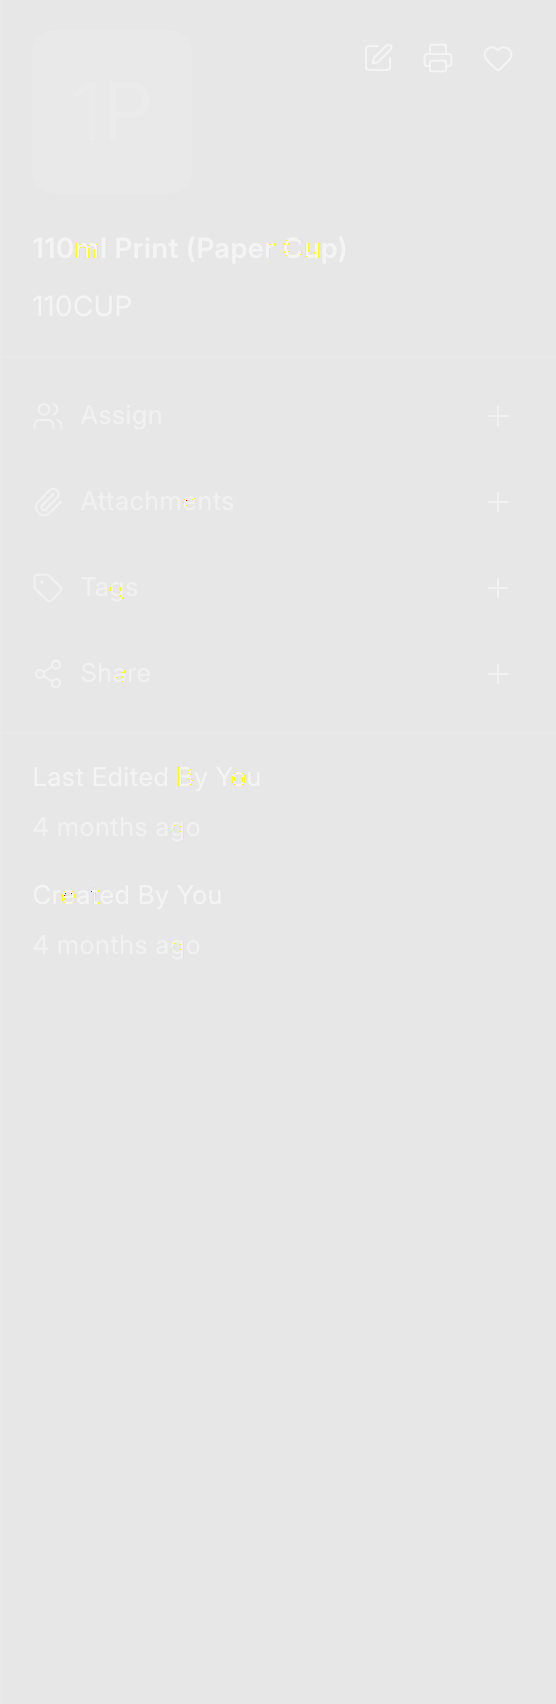 1P
110ml Print (Paper Cup)
110CUP
Assign
Attachments
Tags
Share
Last Edited By You
4 months ago
Created By You
4 months ago